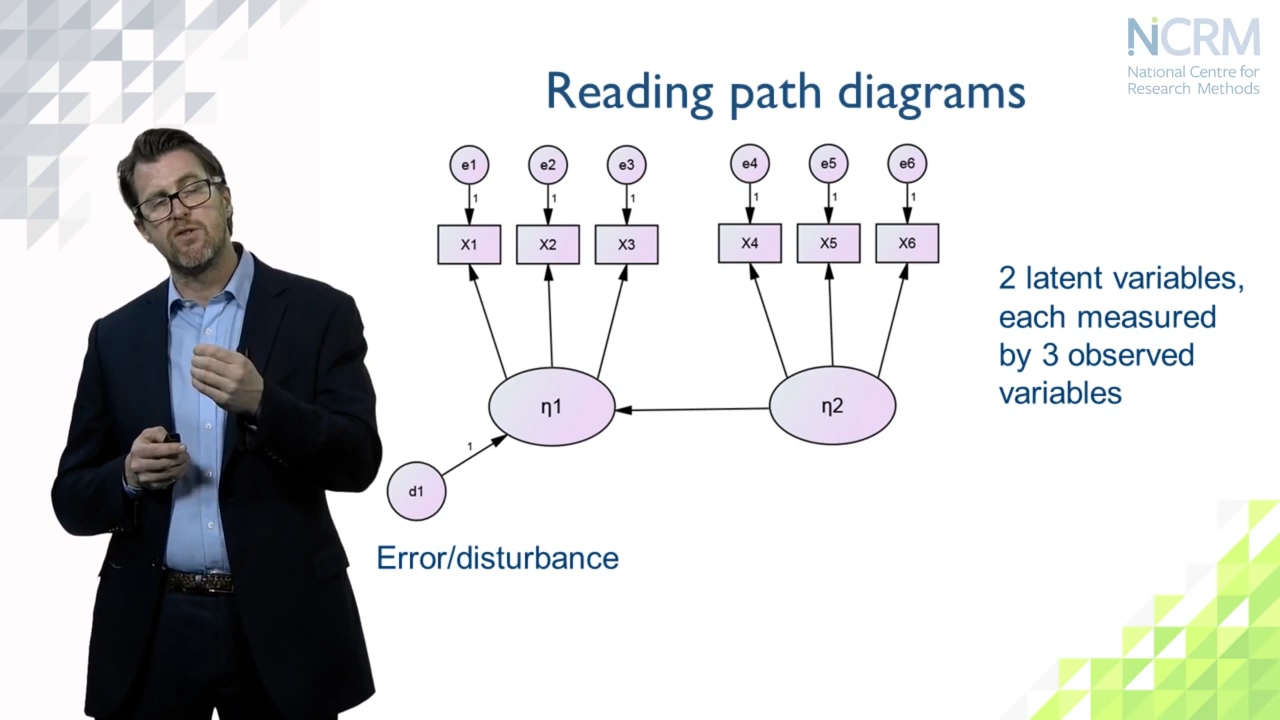 NCRM
National Centre for
Research Methods
Reading path diagrams
e1 e2 e3 e4 e5 e6
1 1 1 1 1 1
X1 X2 X3 X4 X5 X6
2 latent variables,
each measured
by 3 observed
variables
η1 η2
1
d1
Error/disturbance